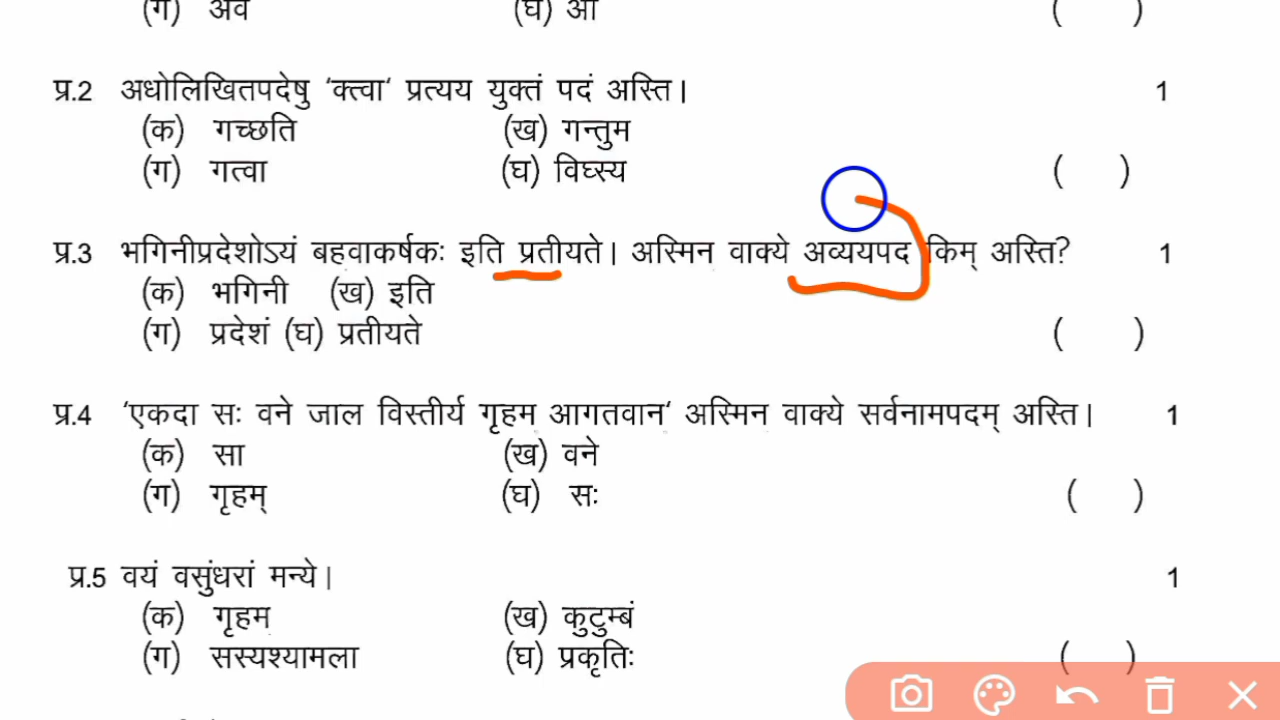 (ग) अव (घ) आ ( )
प्र.2 अधोलिखितपदेषु ‘क्त्वा‘ प्रत्यय युक्तं पदं अस्ति। 1
(क) गच्छति (ख) गन्तुम
(ग) गत्वा (घ) विघ्स्य ( )
प्र.3 भगिनीप्रदेशोऽयं बहवाकर्षकः इति प्रतीयते। अस्मिन वाक्ये अव्ययपद किम् अस्ति? 1
(क) भगिनी (ख) इति
(ग) प्रदेशं (घ) प्रतीयते ( )
प्र.4 ‘एकदा सः वने जाल विस्तीर्य गृहम आगतवान‘ अस्मिन वाक्ये सर्वनामपदम् अस्ति। 1
(क) सा (ख) वने
(ग) गृहम् (घ) सः ( )
प्र.5 वयं वसुंधरां मन्ये। 1
(क) गृहम (ख) कुटुम्बं
(ग) सस्यश्यामला (घ) प्रकृतिः ( )